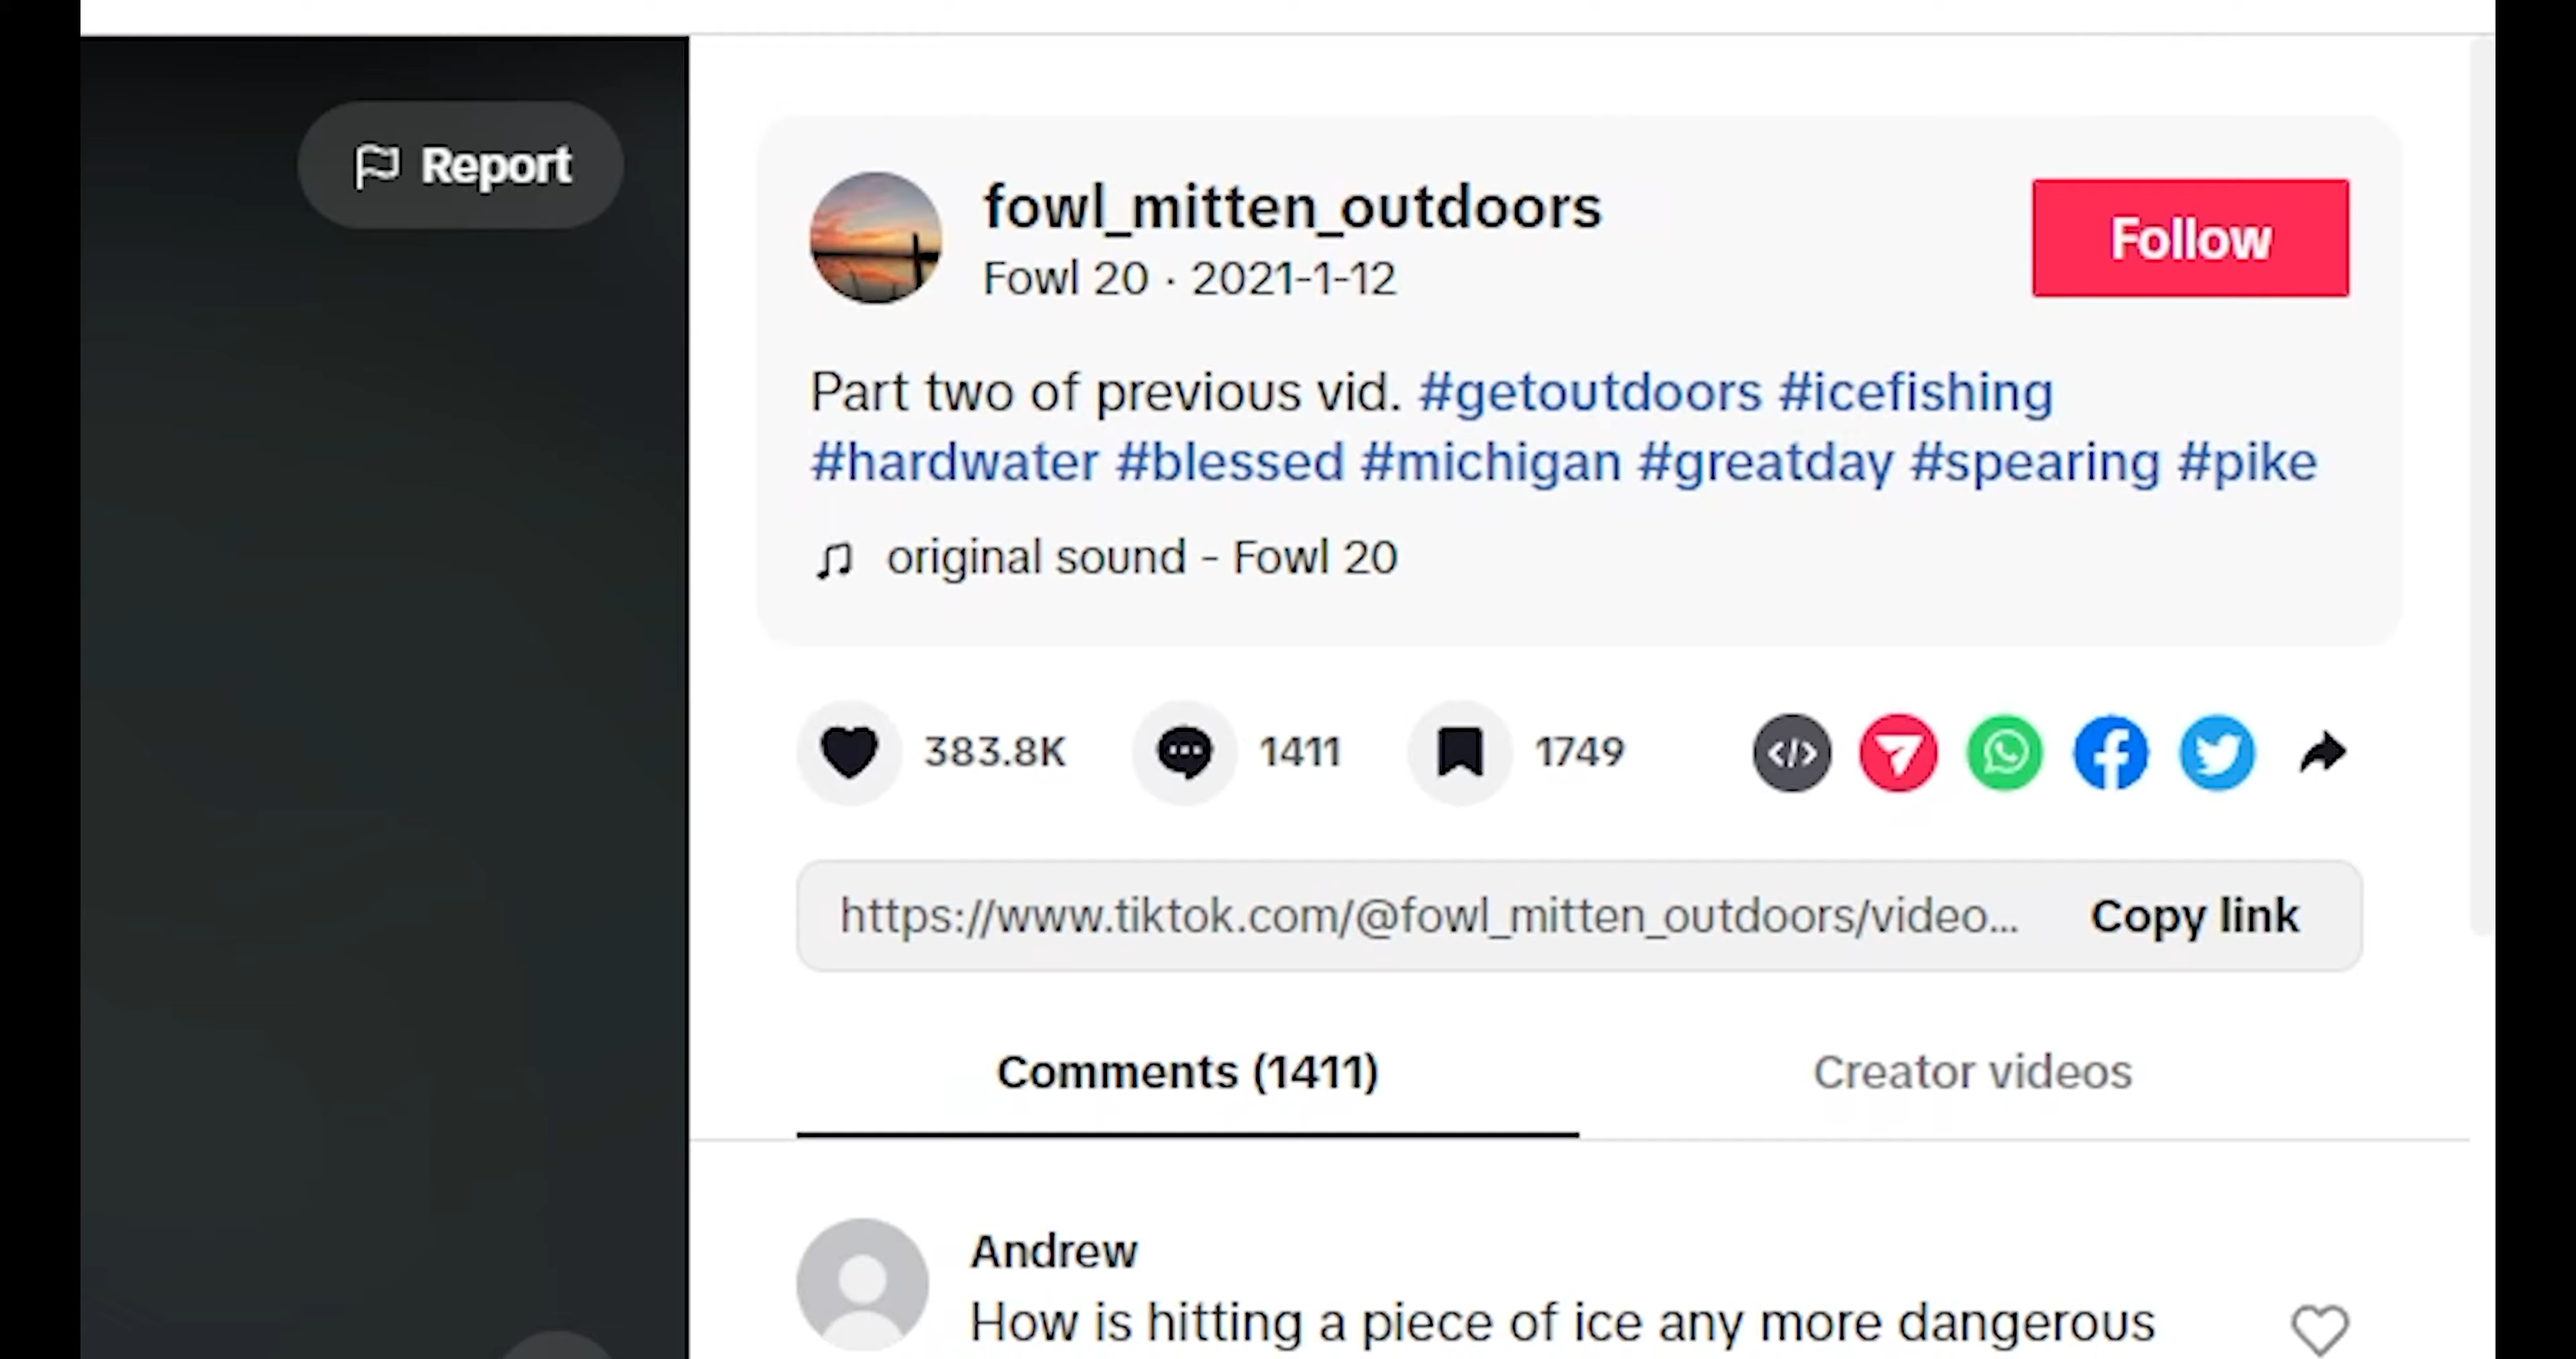 Report
fowl_mitten_outdoors
Fowl 20 · 2021-1-12
Follow
Part two of previous vid. #getoutdoors #icefishing
#hardwater #blessed #michigan #greatday #spearing #pike
original sound - Fowl 20
383.8K
1411
1749
https://www.tiktok.com/@fowl_mitten_outdoors/video...
Copy link
Comments (1411)
Creator videos
Andrew
How is hitting a piece of ice any more dangerous